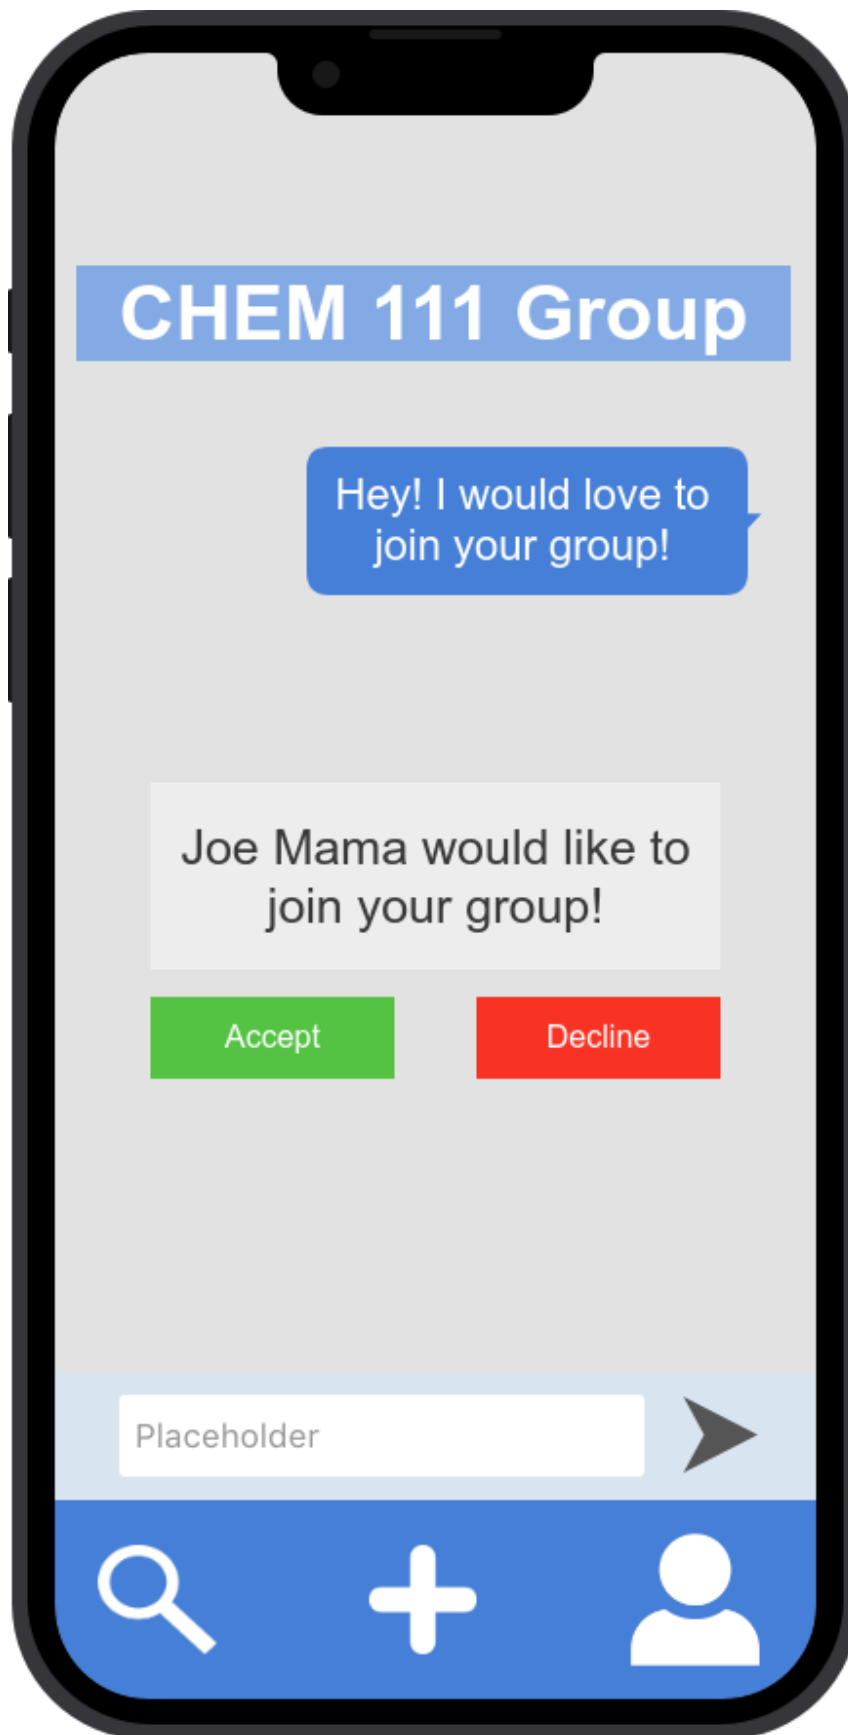 CHEM 111 Group
Hey! I would love to
join your group!
Joe Mama would like to
join your group!
Accept
Decline
Placeholder